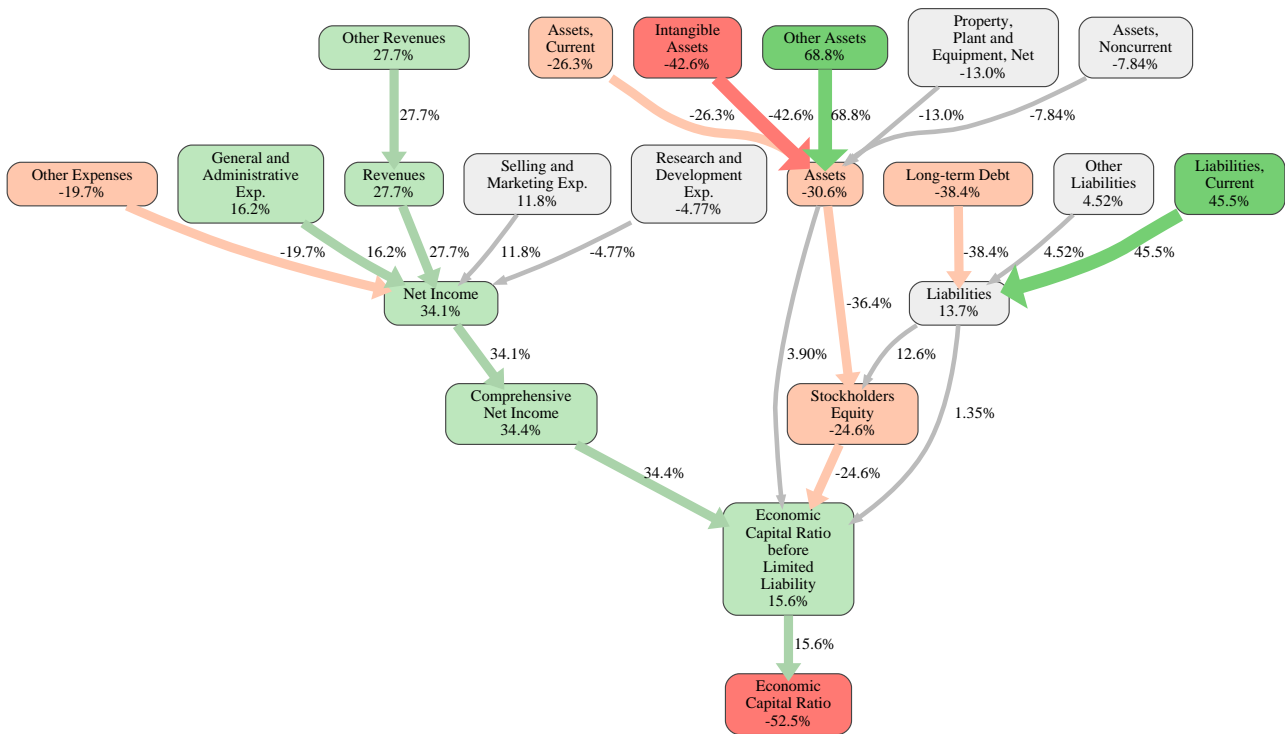 Other Revenues
27.7%
Assets,
Current
-26.3%
Intangible
Assets
-42.6%
Other Assets
68.8%
Property,
Plant and
Equipment, Net
-13.0%
Assets,
Noncurrent
-7.84%
27.7%
-26.3%
-42.6%
68.8%
-13.0%
-7.84%
Other Expenses
-19.7%
General and
Administrative
Exp.
16.2%
Revenues
27.7%
Selling and
Marketing Exp.
11.8%
Research and
Development
Exp.
-4.77%
Assets
-30.6%
Long-term Debt
-38.4%
Other
Liabilities
4.52%
Liabilities,
Current
45.5%
-19.7%
16.2%
27.7%
11.8%
-4.77%
-38.4%
4.52%
45.5%
Net Income
34.1%
-36.4%
Liabilities
13.7%
34.1%
3.90%
12.6%
1.35%
Comprehensive
Net Income
34.4%
Stockholders
Equity
-24.6%
34.4%
-24.6%
Economic
Capital Ratio
before
Limited
Liability
15.6%
15.6%
Economic
Capital Ratio
-52.5%